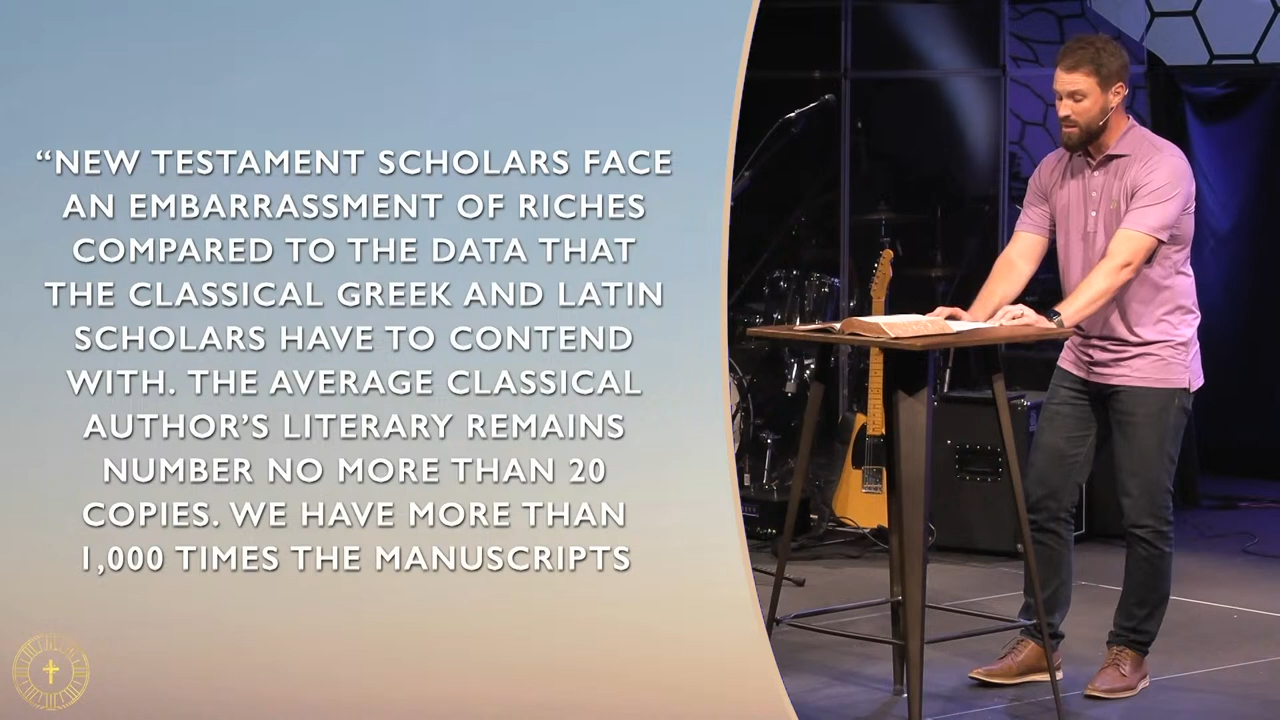 “NEW TESTAMENT SCHOLARS FACE
AN EMBARRASSMENT OF RICHES
COMPARED TO THE DATA THAT
THE CLASSICAL GREEK AND LATIN
SCHOLARS HAVE TO CONTEND
WITH. THE AVERAGE CLASSICAL
AUTHOR’S LITERARY REMAINS
NUMBER NO MORE THAN 20
COPIES. WE HAVE MORE THAN
1,000 TIMES THE MANUSCRIPTS